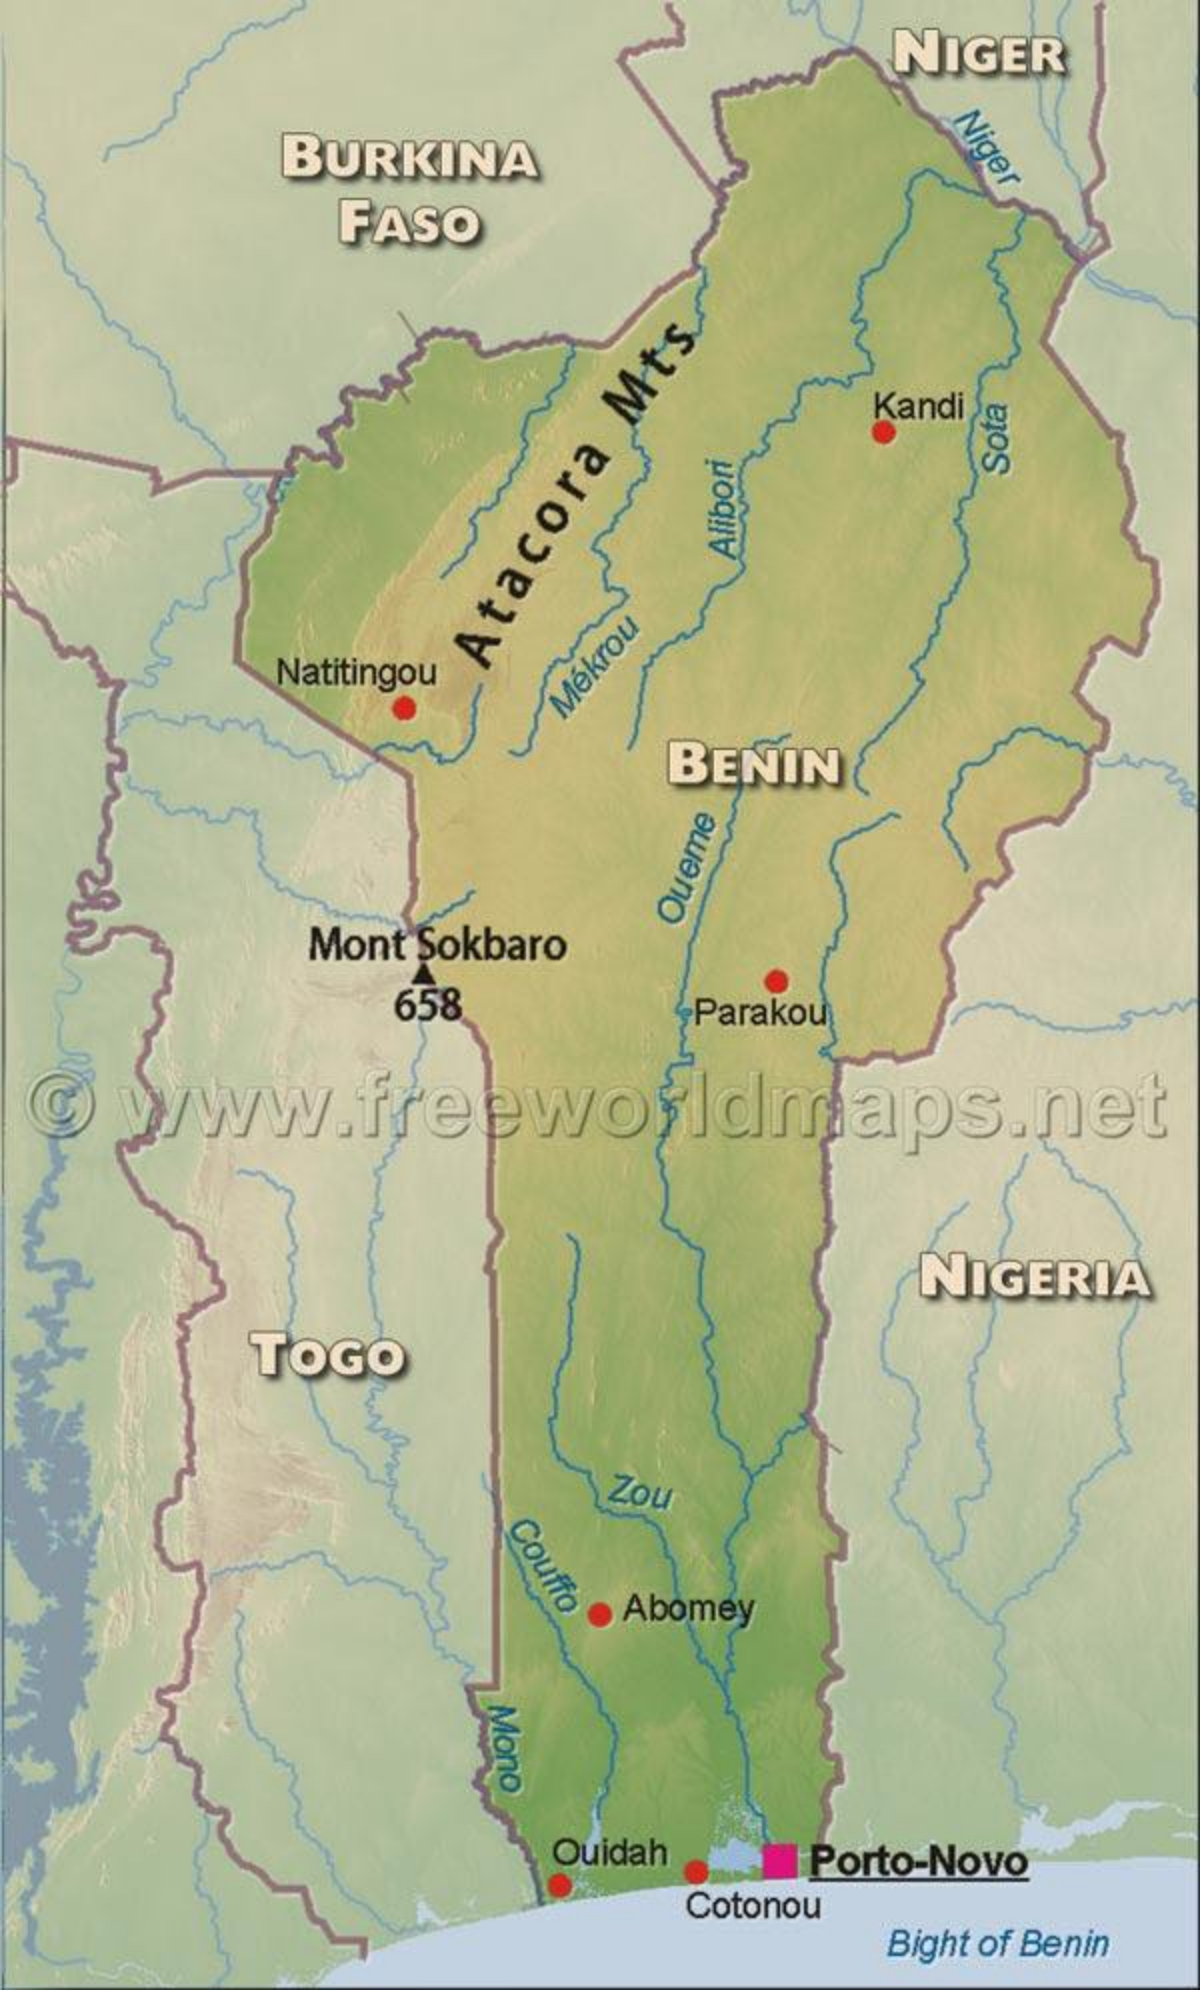 NIGER
Niger
BURKINA
FASO
Atacora Mts
Kandi
Sota
Alibori
Natitingou
Mékrou
BENIN
Oueme
Mont Sokbaro
658
Parakou
© www.freeworldmaps.net
NIGERIA
TOGO
Zou
Couffo
Abomey
Mono
Ouidah
Porto-Novo
Cotonou
Bight of Benin